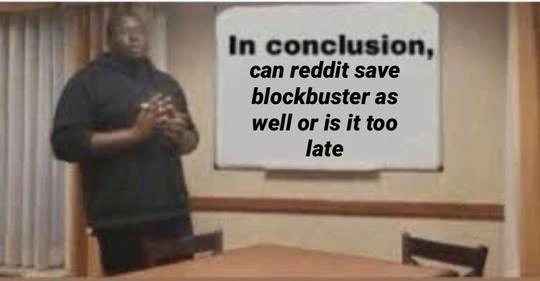 In conclusion,
can reddit save
blockbuster as
well or is it too
late